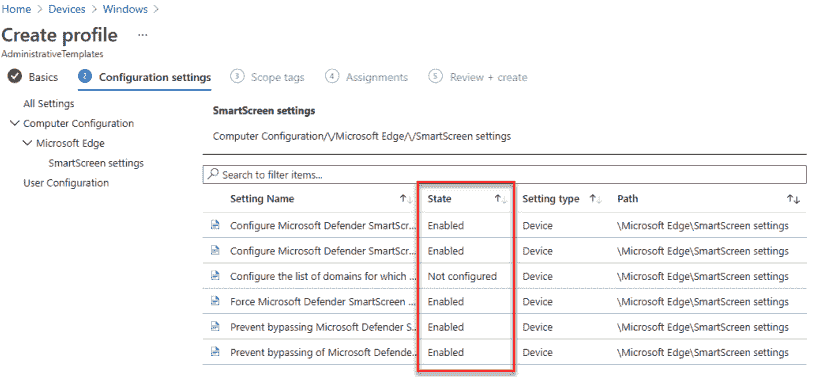 Home > Devices > Windows >
Create profile ...
AdministrativeTemplates
Basics 2 Configuration settings 3 Scope tags 4 Assignments 5 Review + create
All Settings
Computer Configuration
Microsoft Edge
SmartScreen settings
User Configuration
SmartScreen settings
Computer Configuration/\/Microsoft Edge/\/SmartScreen settings
Search to filter items...
Setting Name ↑↓ State ↑↓ Setting type ↑↓ Path ↑↓
Configure Microsoft Defender SmartScr... Enabled Device \Microsoft Edge\SmartScreen settings
Configure Microsoft Defender SmartScr... Enabled Device \Microsoft Edge\SmartScreen settings
Configure the list of domains for which ... Not configured Device \Microsoft Edge\SmartScreen settings
Force Microsoft Defender SmartScreen ... Enabled Device \Microsoft Edge\SmartScreen settings
Prevent bypassing Microsoft Defender S... Enabled Device \Microsoft Edge\SmartScreen settings
Prevent bypassing of Microsoft Defende... Enabled Device \Microsoft Edge\SmartScreen settings